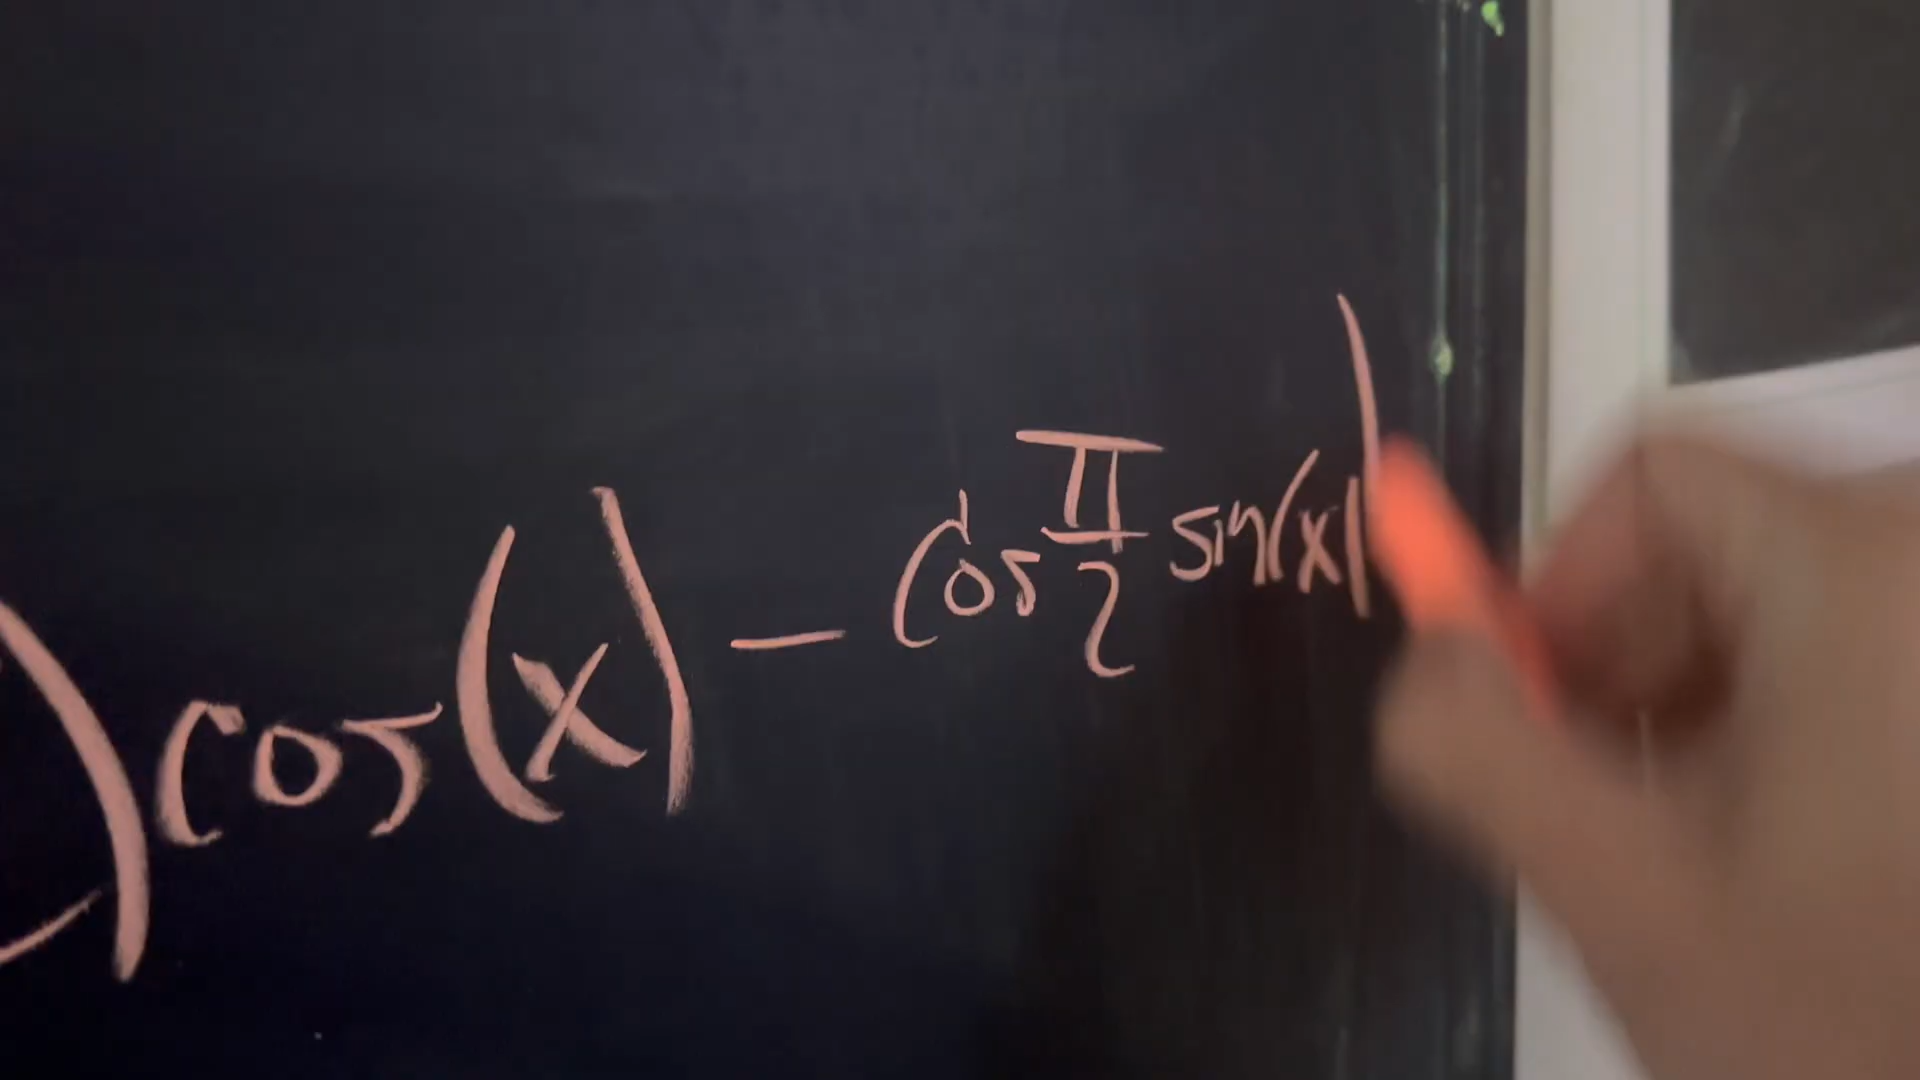 ) cos(x) - cos π/2 sin(x)